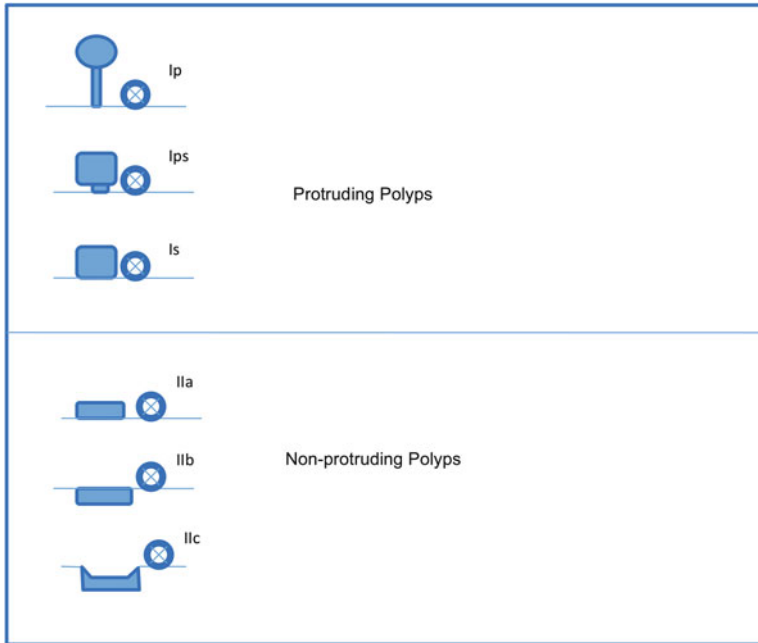 Ip
Ips
Protruding Polyps
Is
IIa
IIb
Non-protruding Polyps
IIc